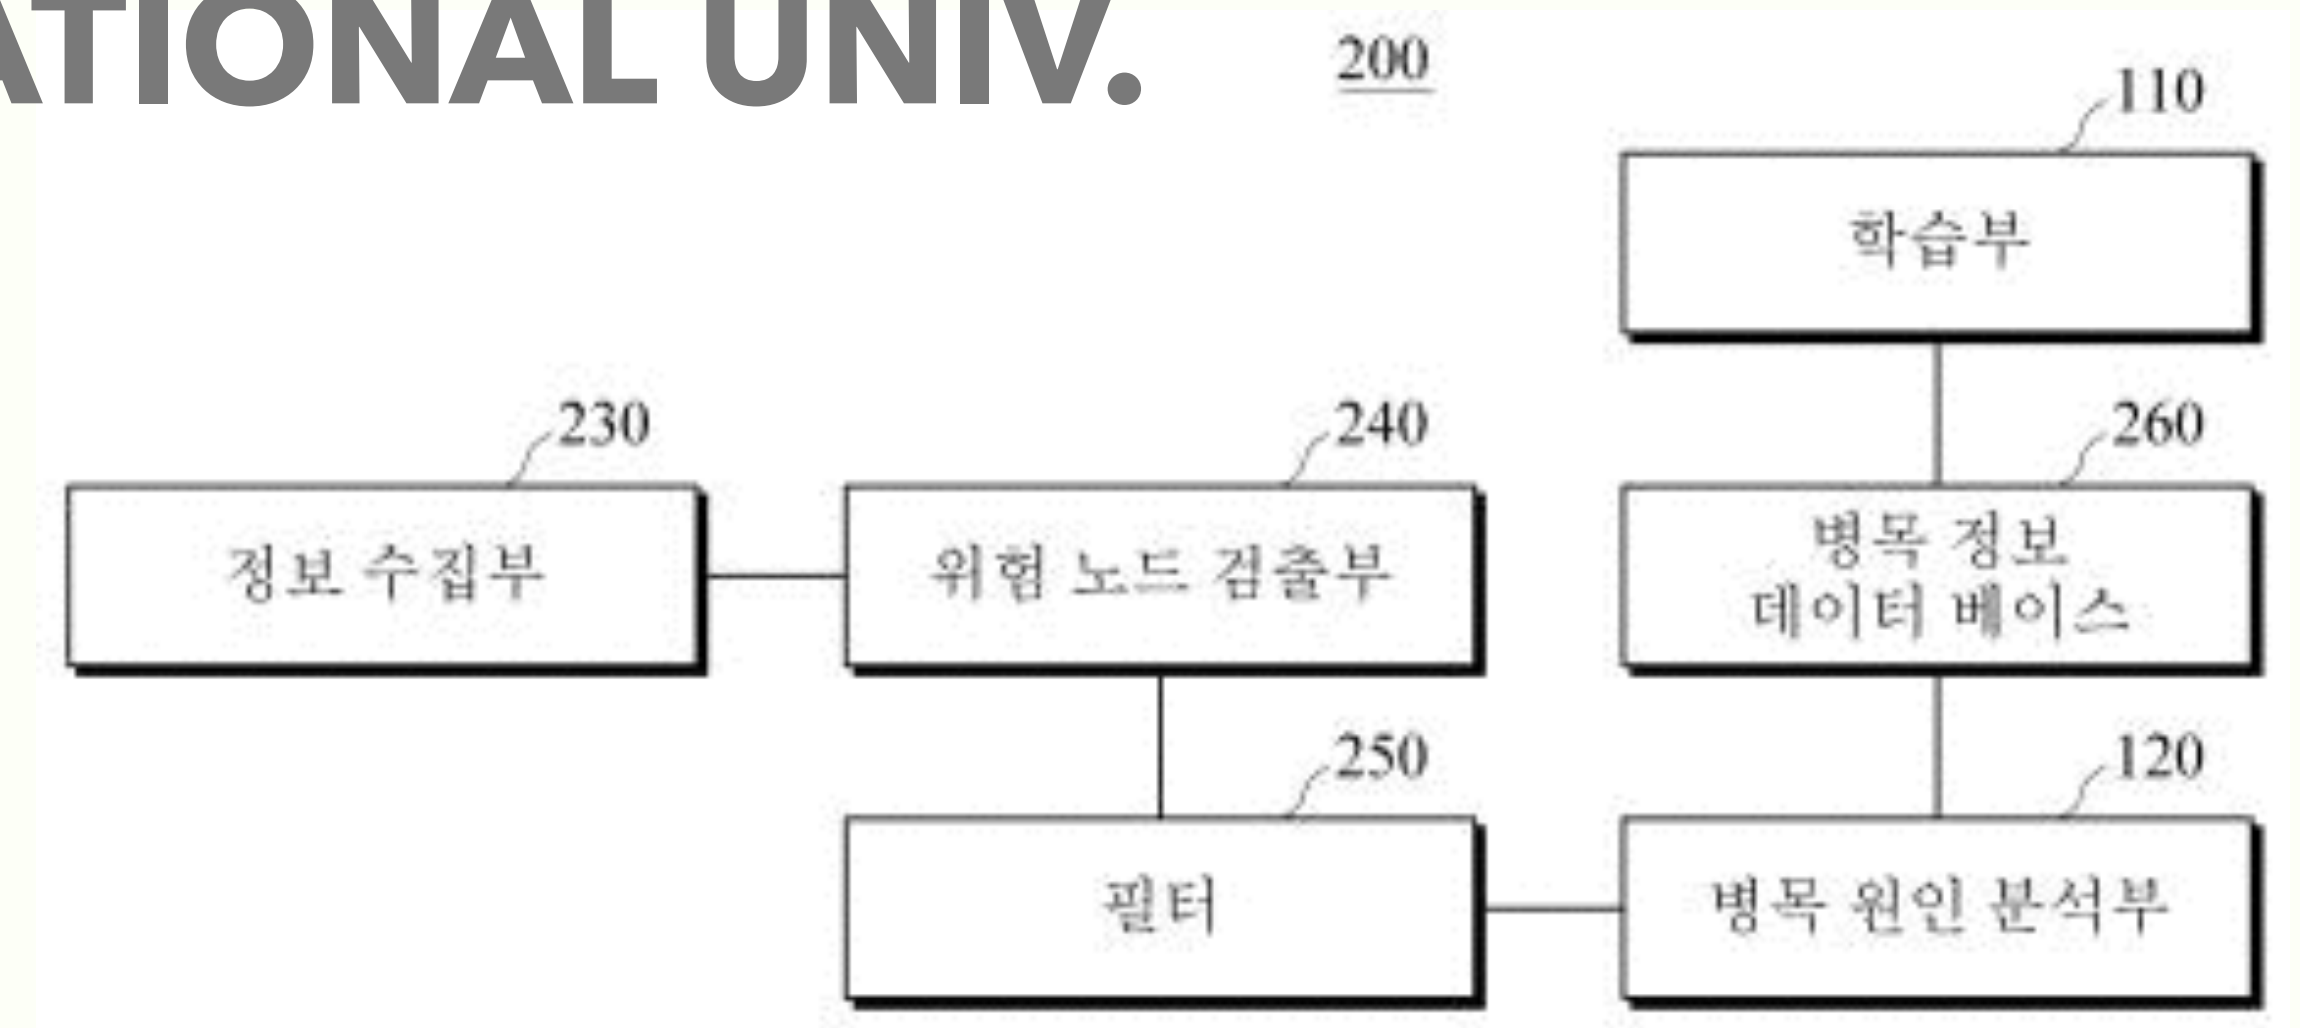 ATIONAL UNIV.
200
110
학습부
230
240
260
정보 수집부
위험 노드 검출부
병목 정보
데이터 베이스
250
120
필터
병목 원인 분석부